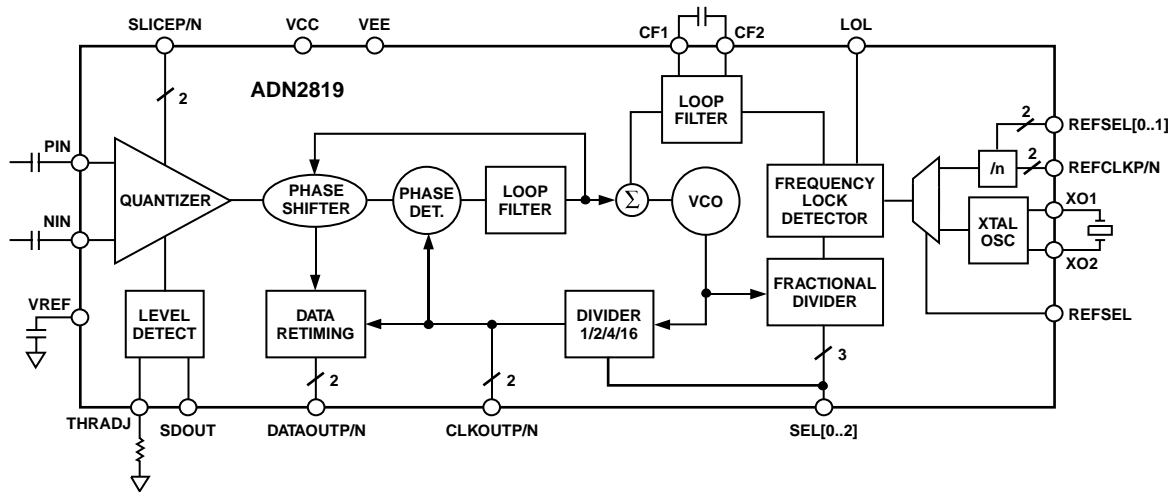 SLICEP/N
VCC
VEE
CF1
CF2
LOL
ADN2819
2
LOOP
FILTER
2
REFSEL[0..1]
PIN
QUANTIZER
NIN
PHASE
SHIFTER
PHASE
DET.
LOOP
FILTER
Σ
VCO
FREQUENCY
LOCK
DETECTOR
/n
2
REFCLKP/N
XTAL
OSC
XO1
XO2
VREF
LEVEL
DETECT
DATA
RETIMING
DIVIDER
1/2/4/16
FRACTIONAL
DIVIDER
REFSEL
2
2
3
THRADJ
SDOUT
DATAOUTP/N
CLKOUTP/N
SEL[0..2]